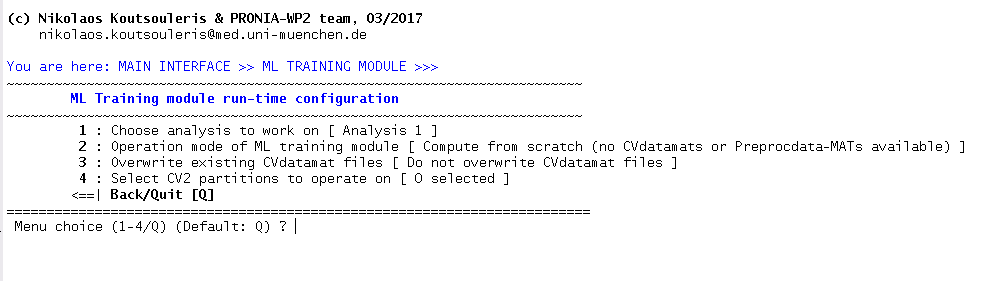 (c) Nikolaos Koutsouleris & PRONIA-WP2 team, 03/2017
nikolaos.koutsouleris@med.uni-muenchen.de
You are here: MAIN INTERFACE >> ML TRAINING MODULE >>>
~~~~~~~~~~~~~~~~~~~~~~~~~~~~~~~~~~~~~~~~~~~~~~~~~~~~~~~~~~~~~~~~~~~~~~~~
ML Training module run-time configuration
~~~~~~~~~~~~~~~~~~~~~~~~~~~~~~~~~~~~~~~~~~~~~~~~~~~~~~~~~~~~~~~~~~~~~~~~
1 : Choose analysis to work on [ Analysis 1 ]
2 : Operation mode of ML training module [ Compute from scratch (no CVdatamats or Preprocdata-MATs available) ]
3 : Overwrite existing CVdatamat files [ Do not overwrite CVdatamat files ]
4 : Select CV2 partitions to operate on [ 0 selected ]
<==| Back/Quit [Q]
=========================================================================
Menu choice (1-4/Q) (Default: Q) ?